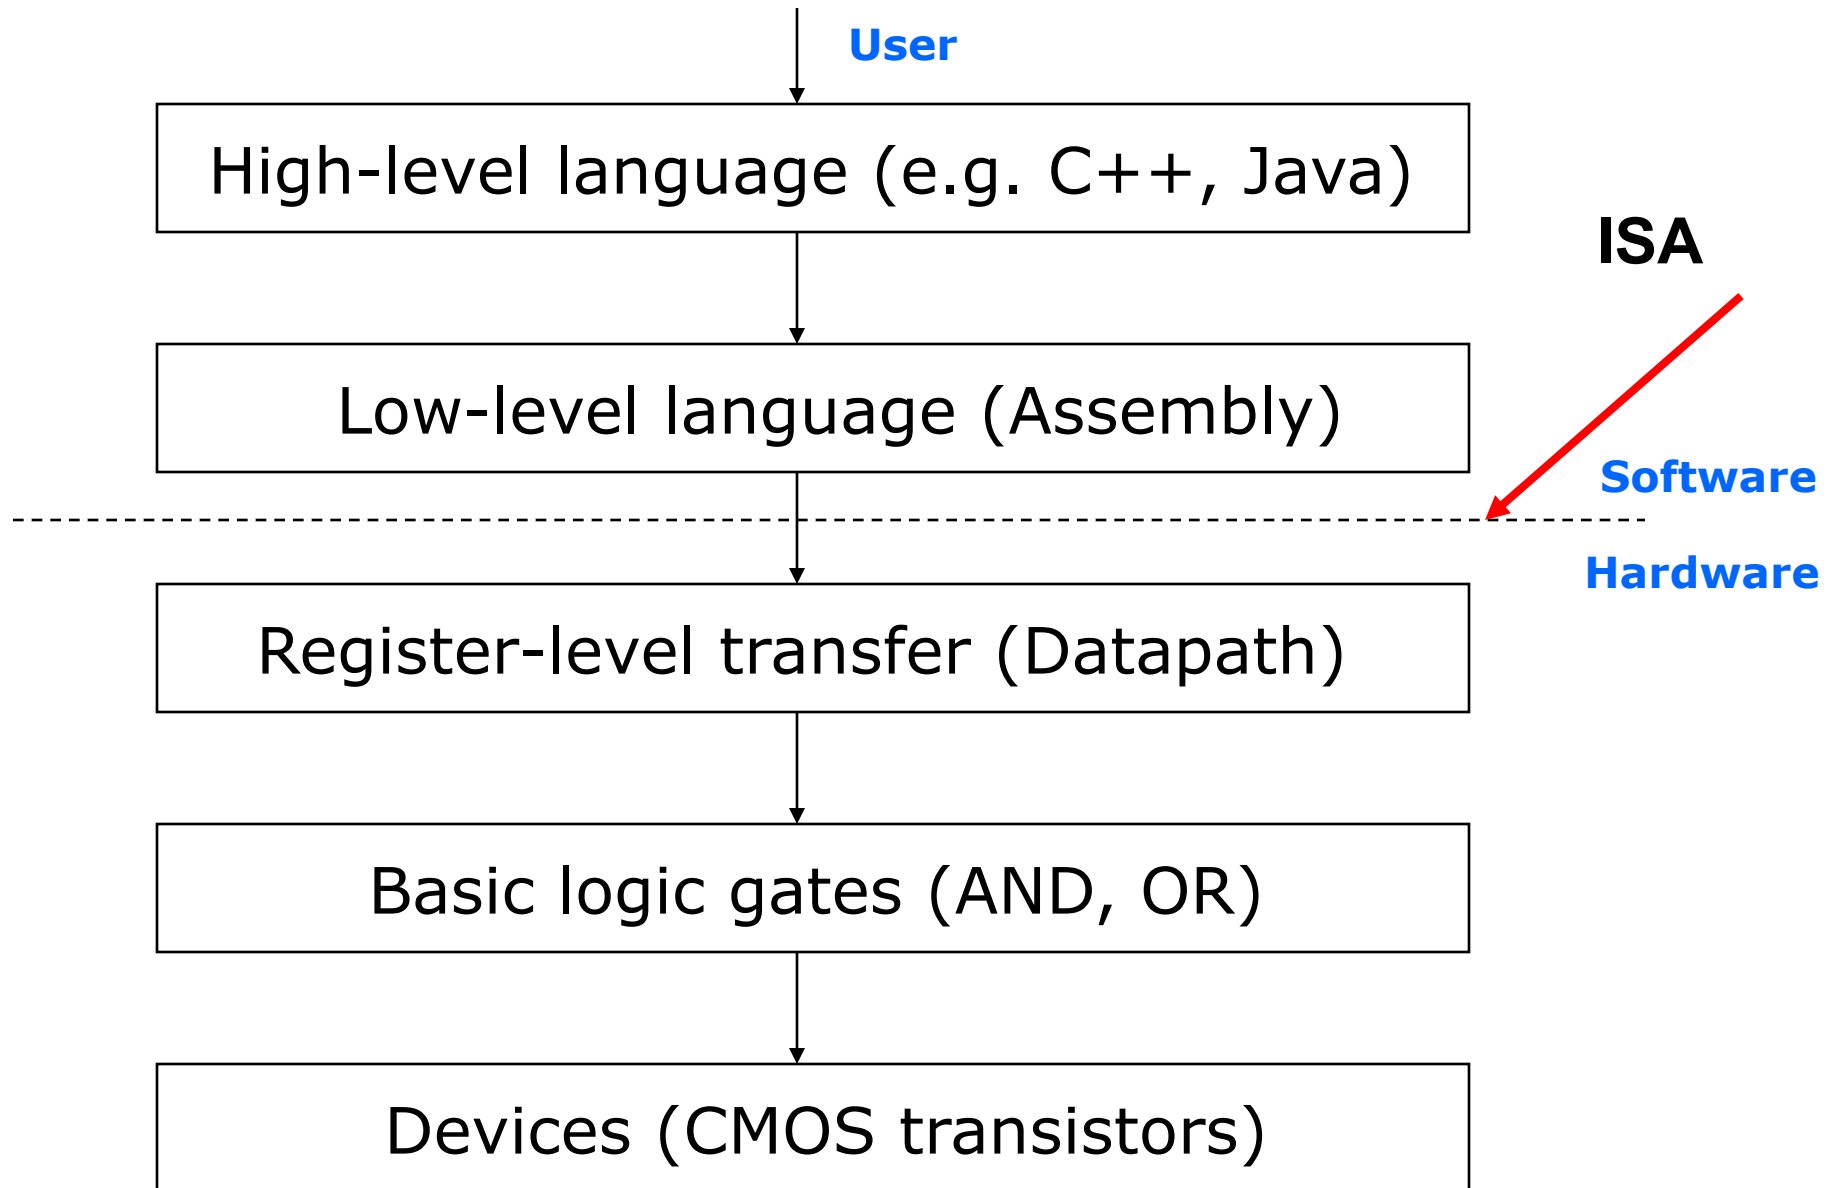 User
High-level language (e.g. C++, Java)
ISA
Low-level language (Assembly)
Software
Hardware
Register-level transfer (Datapath)
Basic logic gates (AND, OR)
Devices (CMOS transistors)